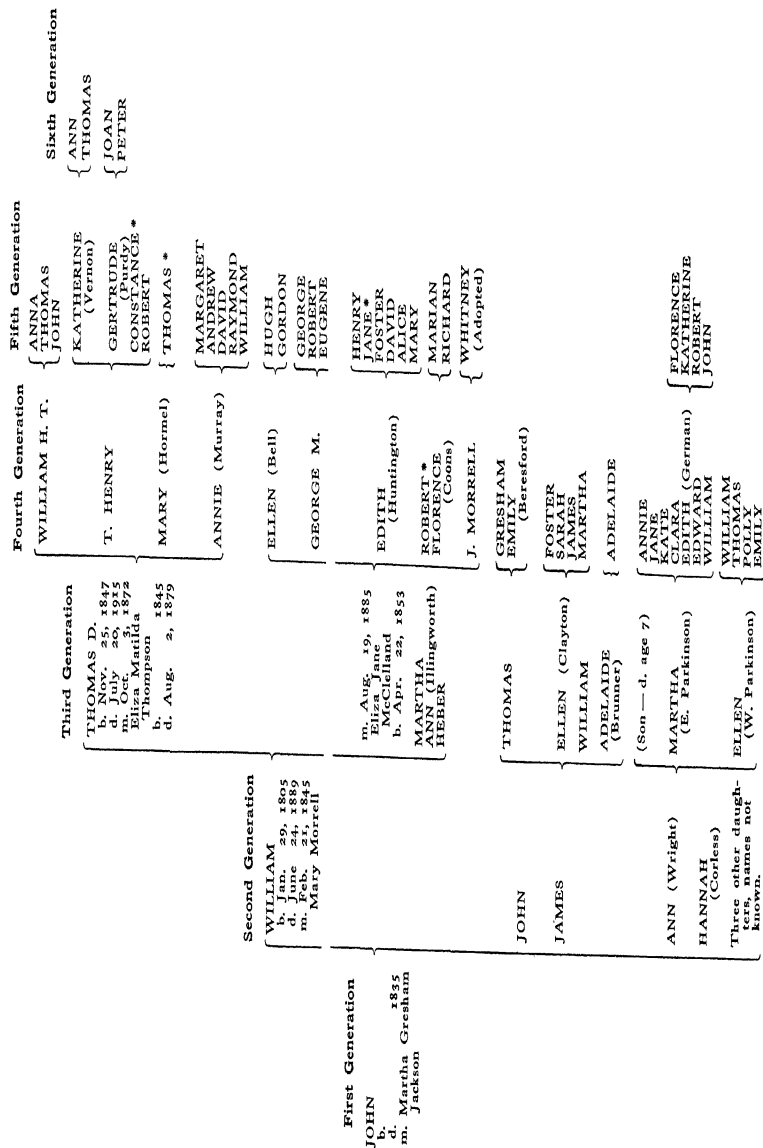 First Generation
JOHN
b.
d. 1835
m. Martha Gresham
Jackson
Second Generation
WILLIAM
b. Jan. 29, 1805
d. June 24, 1889
m. Feb. 21, 1845
Mary Morrell
JOHN
JAMES
ANN (Wright)
HANNAH
(Corless)
Three other daugh-
ters, names not
known.
Third Generation
THOMAS D.
b. Nov. 25, 1847
d. July 20, 1915
m. Oct. 3, 1872
Eliza Matilda
Thompson
b. 1845
d. Aug. 2, 1879
m. Aug. 19, 1885
Eliza Jane
McClelland
b. Apr. 22, 1853
MARTHA
ANN (Illingworth)
HEBER
THOMAS
ELLEN (Clayton)
WILLIAM
ADELAIDE
(Brunner)
(Son — d. age 7)
MARTHA
(E. Parkinson)
ELLEN
(W. Parkinson)
Fourth Generation
WILLIAM H. T.
T. HENRY
MARY (Hormel)
ANNIE (Murray)
ELLEN (Bell)
GEORGE M.
EDITH
(Huntington)
ROBERT *
FLORENCE
(Coons)
J. MORRELL
GRESHAM
EMILY
(Beresford)
FOSTER
SARAH
JAMES
MARTHA
ADELAIDE
ANNIE
JANE
KATE
CLARA
EDITH (German)
EDWARD
WILLIAM
WILLIAM
THOMAS
POLLY
EMILY
Fifth Generation
ANNA
THOMAS
JOHN
KATHERINE
(Vernon)
GERTRUDE
(Purdy)
CONSTANCE *
ROBERT
THOMAS *
MARGARET
ANDREW
DAVID
RAYMOND
WILLIAM
HUGH
GORDON
GEORGE
ROBERT
EUGENE
HENRY
JANE *
FOSTER
DAVID
ALICE
MARY
MARIAN
RICHARD
WHITNEY
(Adopted)
FLORENCE
KATHERINE
ROBERT
JOHN
Sixth Generation
ANN
THOMAS
JOAN
PETER